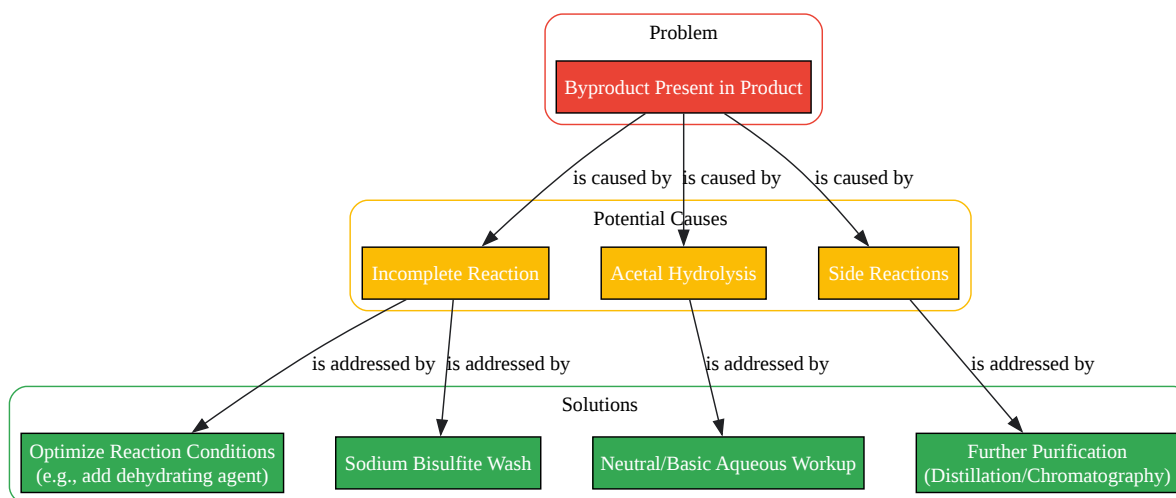 Problem
Byproduct Present in Product
is caused by
is caused by
is caused by
Potential Causes
Incomplete Reaction
Acetal Hydrolysis
Side Reactions
is addressed by
is addressed by
is addressed by
is addressed by
Solutions
Optimize Reaction Conditions
(e.g., add dehydrating agent)
Sodium Bisulfite Wash
Neutral/Basic Aqueous Workup
Further Purification
(Distillation/Chromatography)